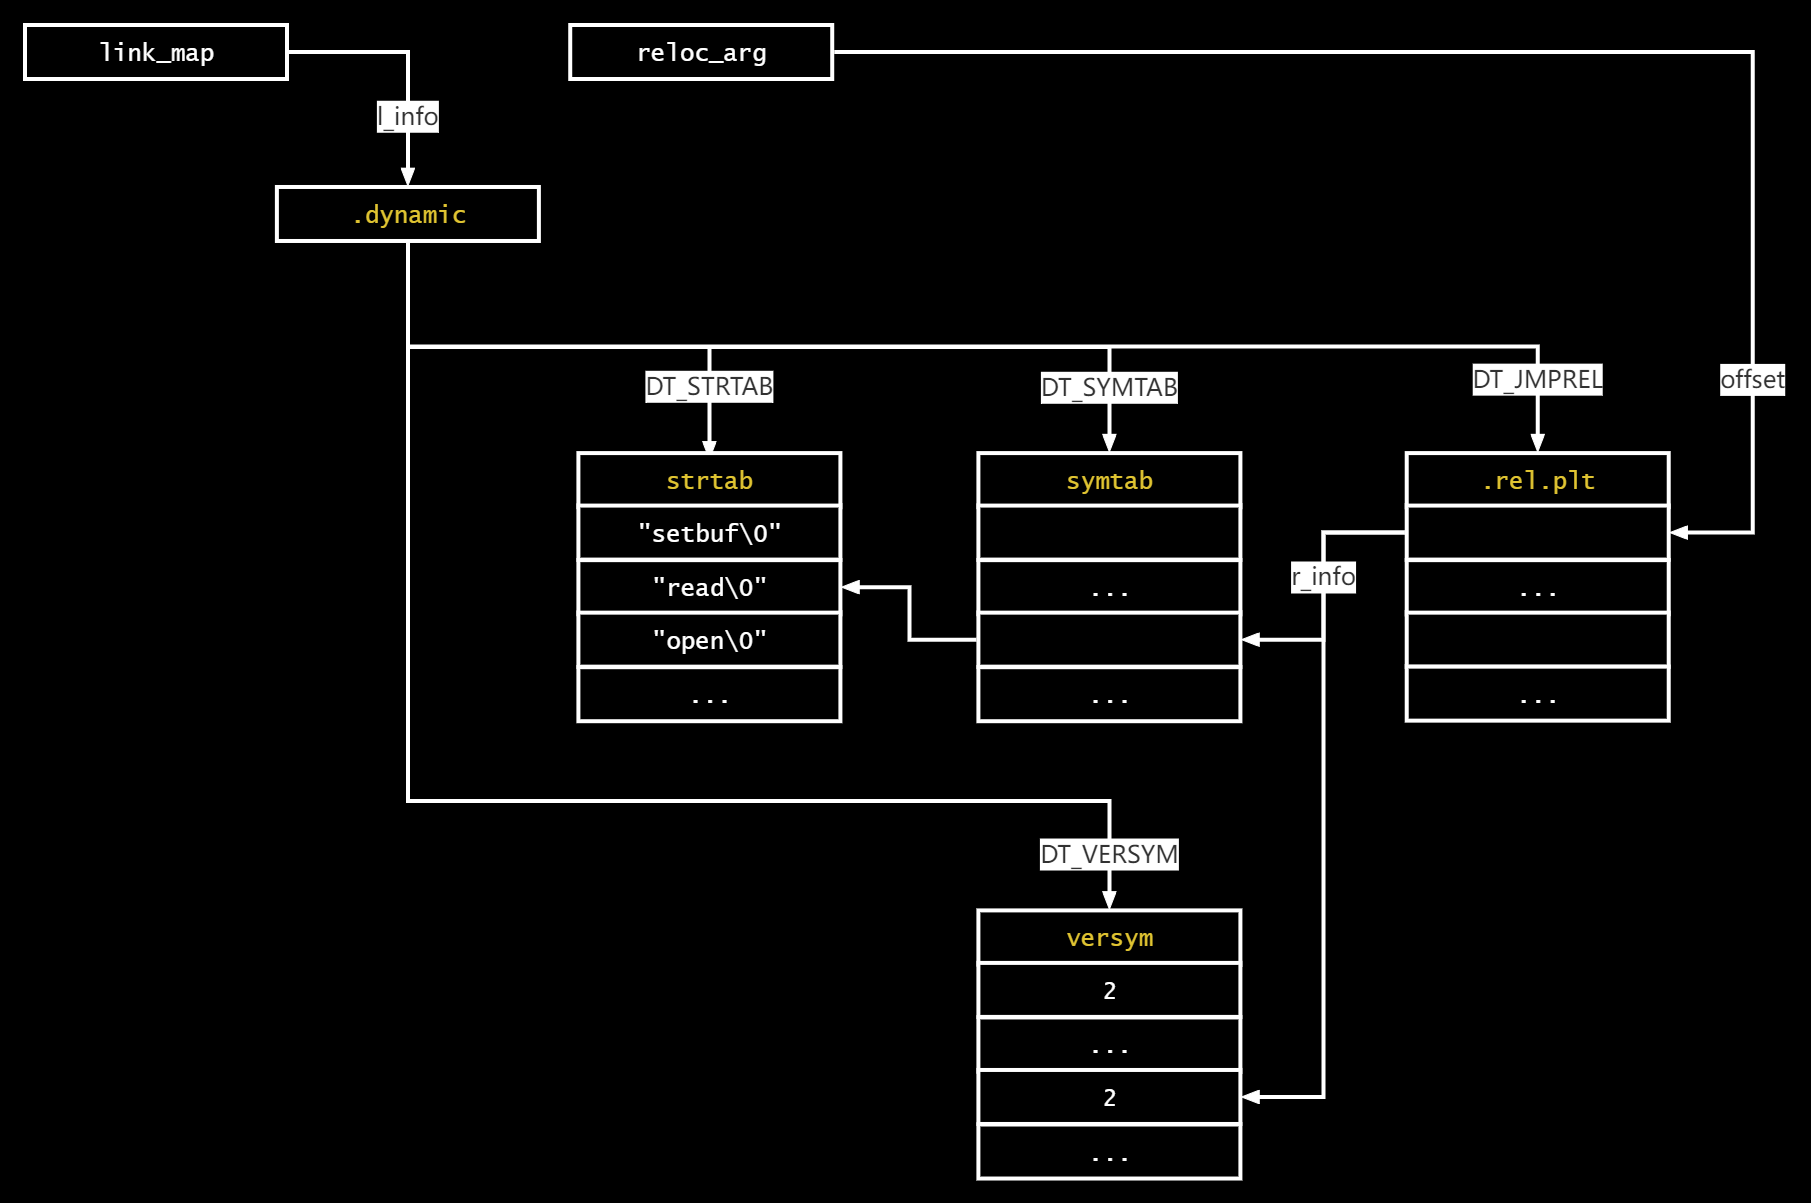 link_map
reloc_arg
l_info
.dynamic
DT_STRTAB
DT_SYMTAB
DT_JMPREL
offset
strtab
"setbuf\0"
"read\0"
"open\0"
...
symtab
...
...
.rel.plt
...
...
r_info
DT_VERSYM
versym
2
...
2
...